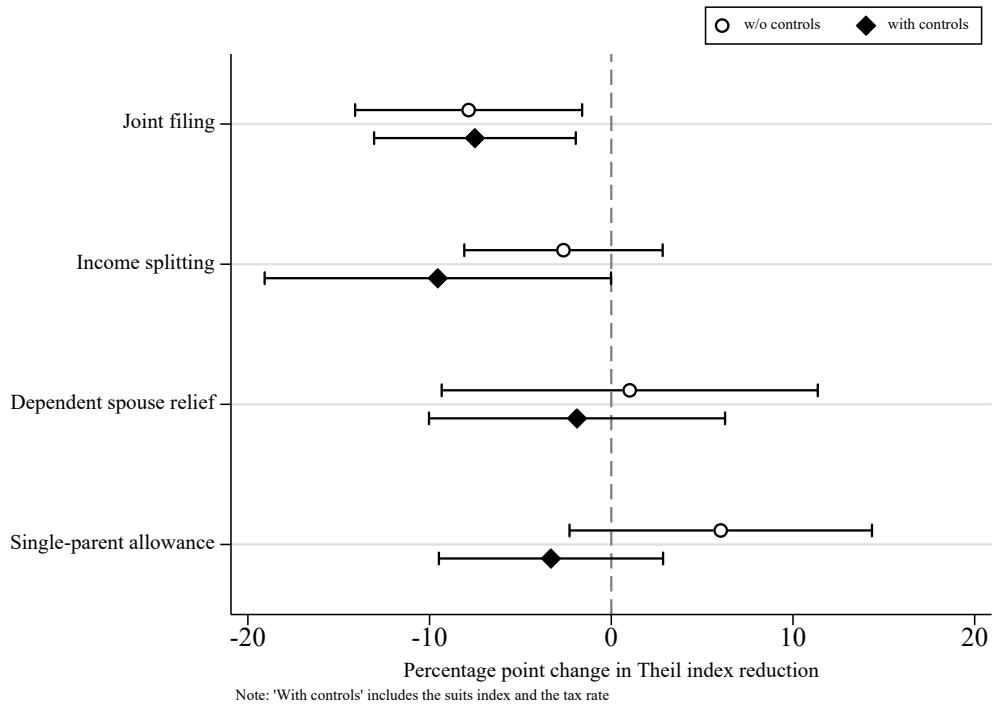 w/o controls with controls
Joint filing
Income splitting
Dependent spouse relief
Single-parent allowance
-20 -10 0 10 20
Percentage point change in Theil index reduction
Note: 'With controls' includes the suits index and the tax rate